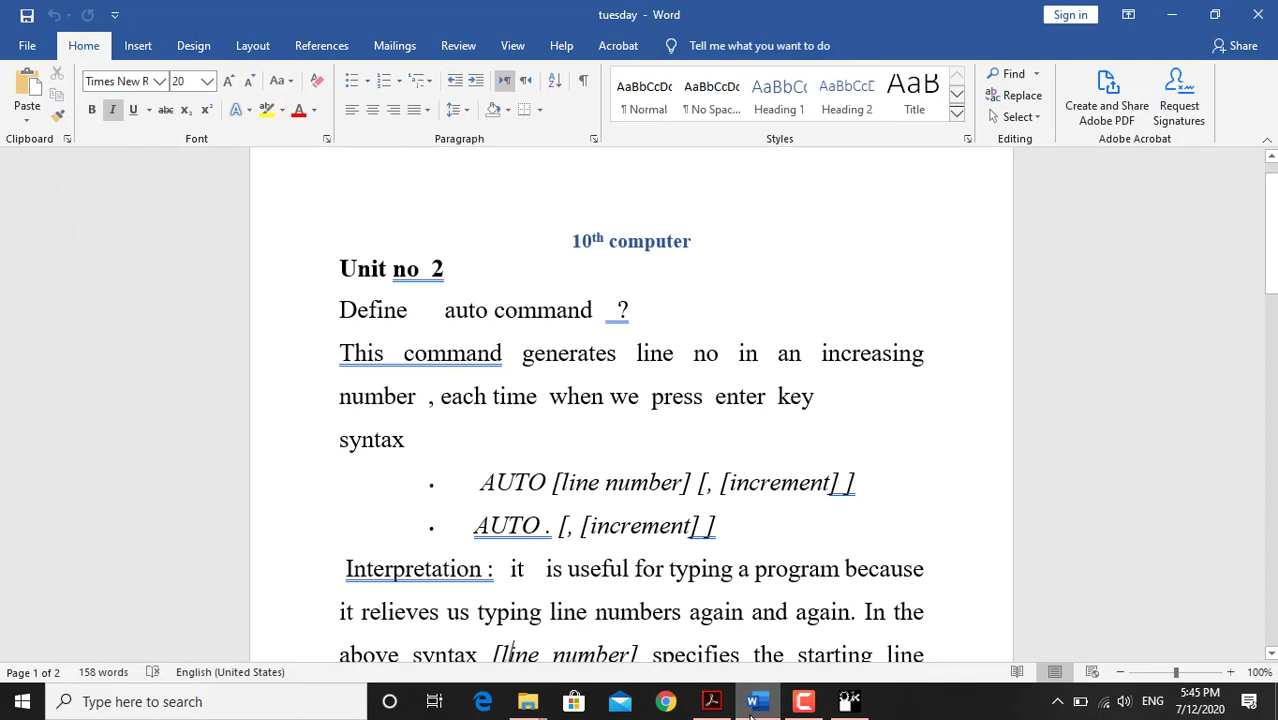 tuesday - Word
Sign in
File Home Insert Design Layout References Mailings Review View Help Acrobat Tell me what you want to do Share
Paste
Clipboard
Times New R 20
Font
Paragraph
AaBbCcDc AaBbCcDc AaBbCc AaBbCcD AaB
¶ Normal ¶ No Spac... Heading 1 Heading 2 Title
Styles
Find
Replace
Select
Editing
Create and Share Adobe PDF
Request Signatures
Adobe Acrobat
10th computer
Unit no 2
Define auto command ?
This command generates line no in an increasing
number , each time when we press enter key
syntax
• AUTO [line number] [, [increment] ]
• AUTO . [, [increment] ]
Interpretation : it is useful for typing a program because
it relieves us typing line numbers again and again. In the
above syntax [line number] specifies the starting line
Page 1 of 2 158 words English (United States) 100%
Type here to search
ENG
5:45 PM
7/12/2020